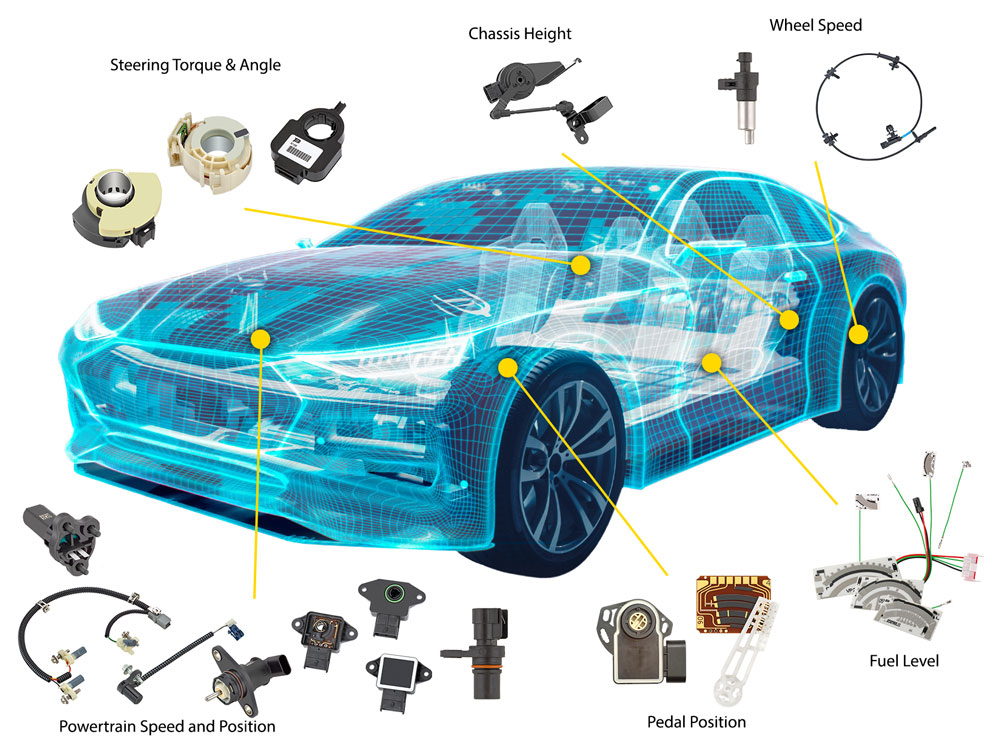 Chassis Height
Wheel Speed
Steering Torque & Angle
Fuel Level
Powertrain Speed and Position
Pedal Position